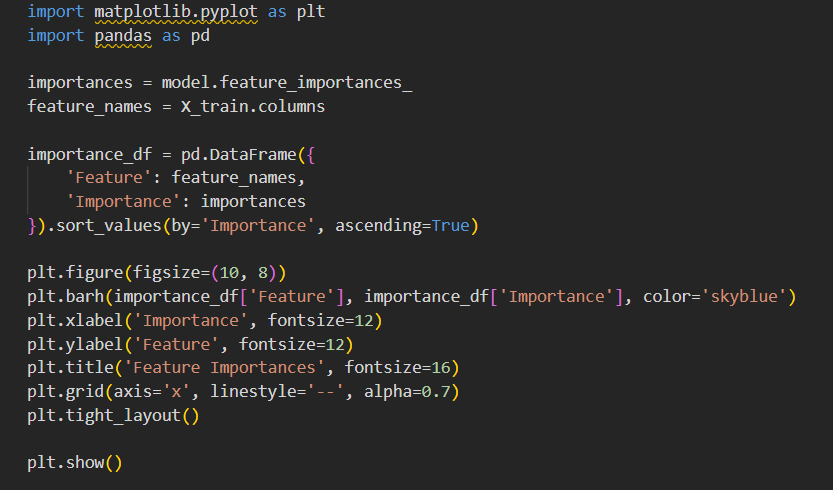 import matplotlib.pyplot as plt
import pandas as pd
importances = model.feature_importances_
feature_names = X_train.columns
importance_df = pd.DataFrame({
    'Feature': feature_names,
    'Importance': importances
}).sort_values(by='Importance', ascending=True)
plt.figure(figsize=(10, 8))
plt.barh(importance_df['Feature'], importance_df['Importance'], color='skyblue')
plt.xlabel('Importance', fontsize=12)
plt.ylabel('Feature', fontsize=12)
plt.title('Feature Importances', fontsize=16)
plt.grid(axis='x', linestyle='--', alpha=0.7)
plt.tight_layout()
plt.show()